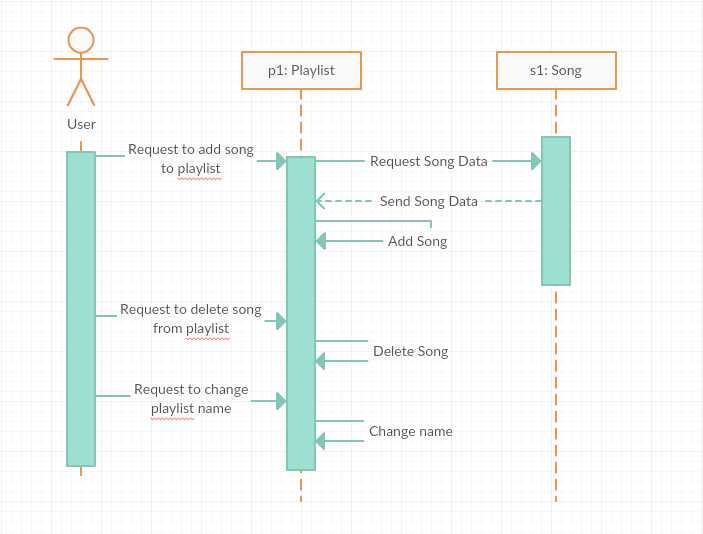 p1: Playlist
s1: Song
User
Request to add song
to playlist
Request Song Data
Send Song Data
Add Song
Request to delete song
from playlist
Delete Song
Request to change
playlist name
Change name